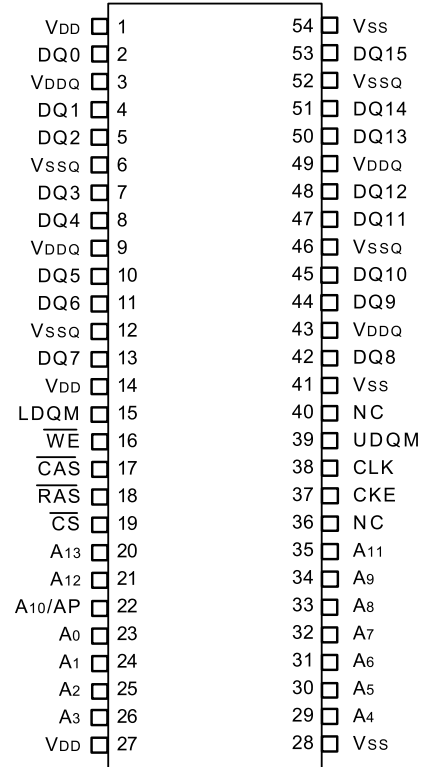 VDD 1 54 VSS
DQ0 2 53 DQ15
VDDQ 3 52 VSSQ
DQ1 4 51 DQ14
DQ2 5 50 DQ13
VSSQ 6 49 VDDQ
DQ3 7 48 DQ12
DQ4 8 47 DQ11
VDDQ 9 46 VSSQ
DQ5 10 45 DQ10
DQ6 11 44 DQ9
VSSQ 12 43 VDDQ
DQ7 13 42 DQ8
VDD 14 41 VSS
LDQM 15 40 NC
W̅E̅ 16 39 UDQM
C̅A̅S̅ 17 38 CLK
R̅A̅S̅ 18 37 CKE
C̅S̅ 19 36 NC
A13 20 35 A11
A12 21 34 A9
A10/AP 22 33 A8
A0 23 32 A7
A1 24 31 A6
A2 25 30 A5
A3 26 29 A4
VDD 27 28 VSS